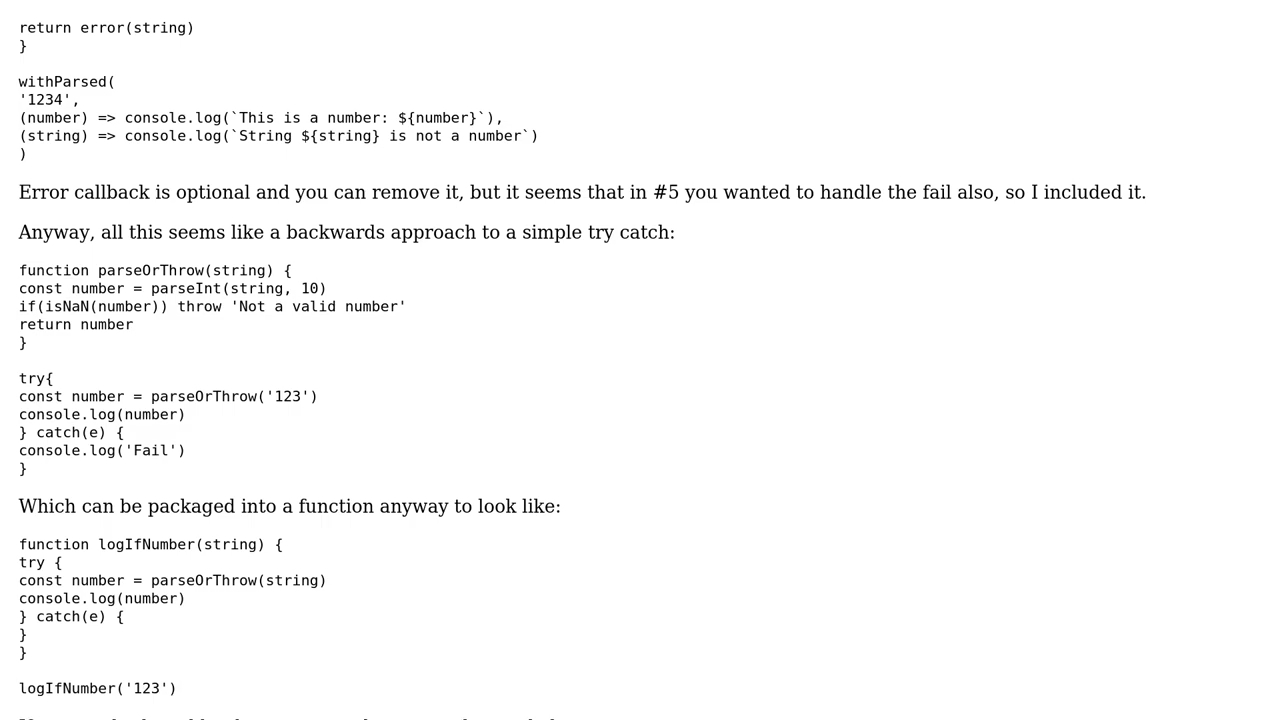 return error(string)
}
withParsed(
'1234',
(number) => console.log(`This is a number: ${number}`),
(string) => console.log(`String ${string} is not a number`)
)
Error callback is optional and you can remove it, but it seems that in #5 you wanted to handle the fail also, so I included it.
Anyway, all this seems like a backwards approach to a simple try catch:
function parseOrThrow(string) {
const number = parseInt(string, 10)
if(isNaN(number)) throw 'Not a valid number'
return number
}
try{
const number = parseOrThrow('123')
console.log(number)
} catch(e) {
console.log('Fail')
}
Which can be packaged into a function anyway to look like:
function logIfNumber(string) {
try {
const number = parseOrThrow(string)
console.log(number)
} catch(e) {
}
}
logIfNumber('123')